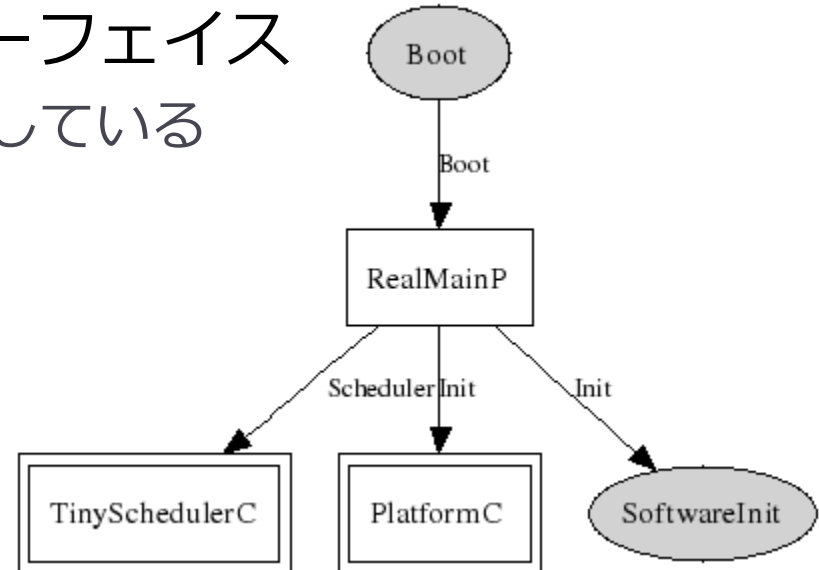 ーフェイス
している
Boot
Boot
RealMainP
Scheduler Init Init
TinySchedulerC PlatformC SoftwareInit